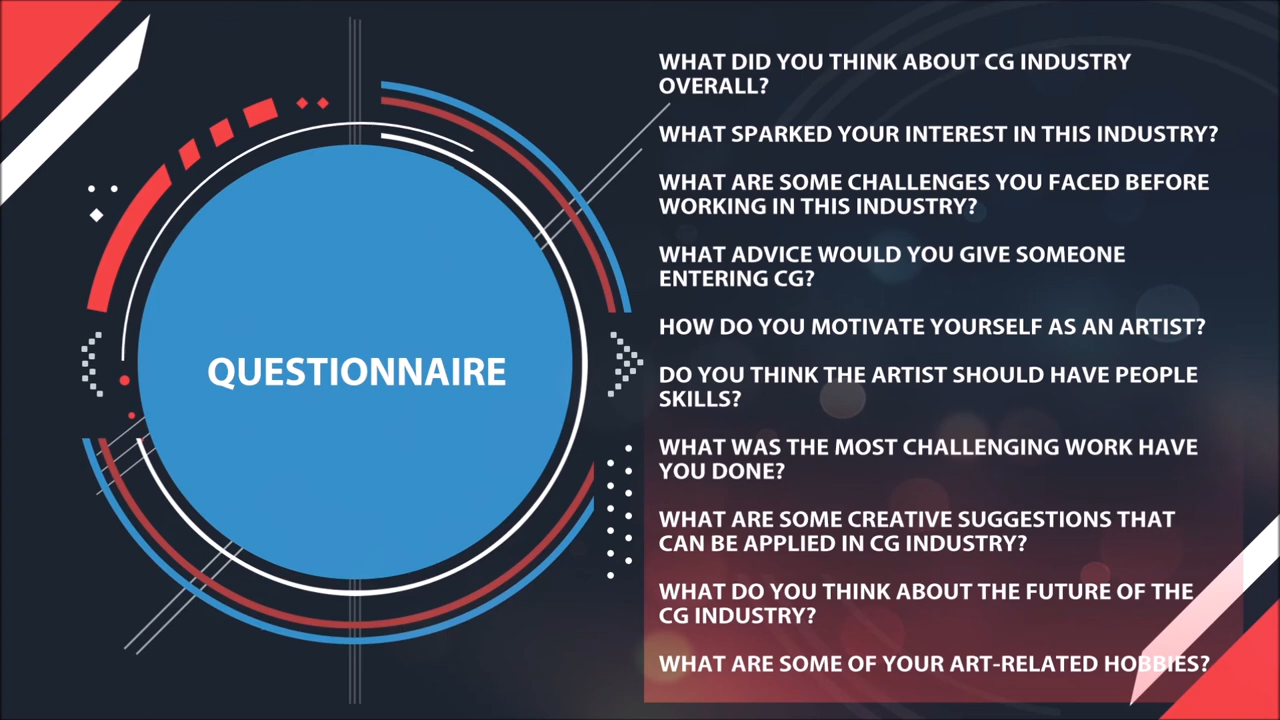 QUESTIONNAIRE
WHAT DID YOU THINK ABOUT CG INDUSTRY
OVERALL?
WHAT SPARKED YOUR INTEREST IN THIS INDUSTRY?
WHAT ARE SOME CHALLENGES YOU FACED BEFORE
WORKING IN THIS INDUSTRY?
WHAT ADVICE WOULD YOU GIVE SOMEONE
ENTERING CG?
HOW DO YOU MOTIVATE YOURSELF AS AN ARTIST?
DO YOU THINK THE ARTIST SHOULD HAVE PEOPLE
SKILLS?
WHAT WAS THE MOST CHALLENGING WORK HAVE
YOU DONE?
WHAT ARE SOME CREATIVE SUGGESTIONS THAT
CAN BE APPLIED IN CG INDUSTRY?
WHAT DO YOU THINK ABOUT THE FUTURE OF THE
CG INDUSTRY?
WHAT ARE SOME OF YOUR ART-RELATED HOBBIES?